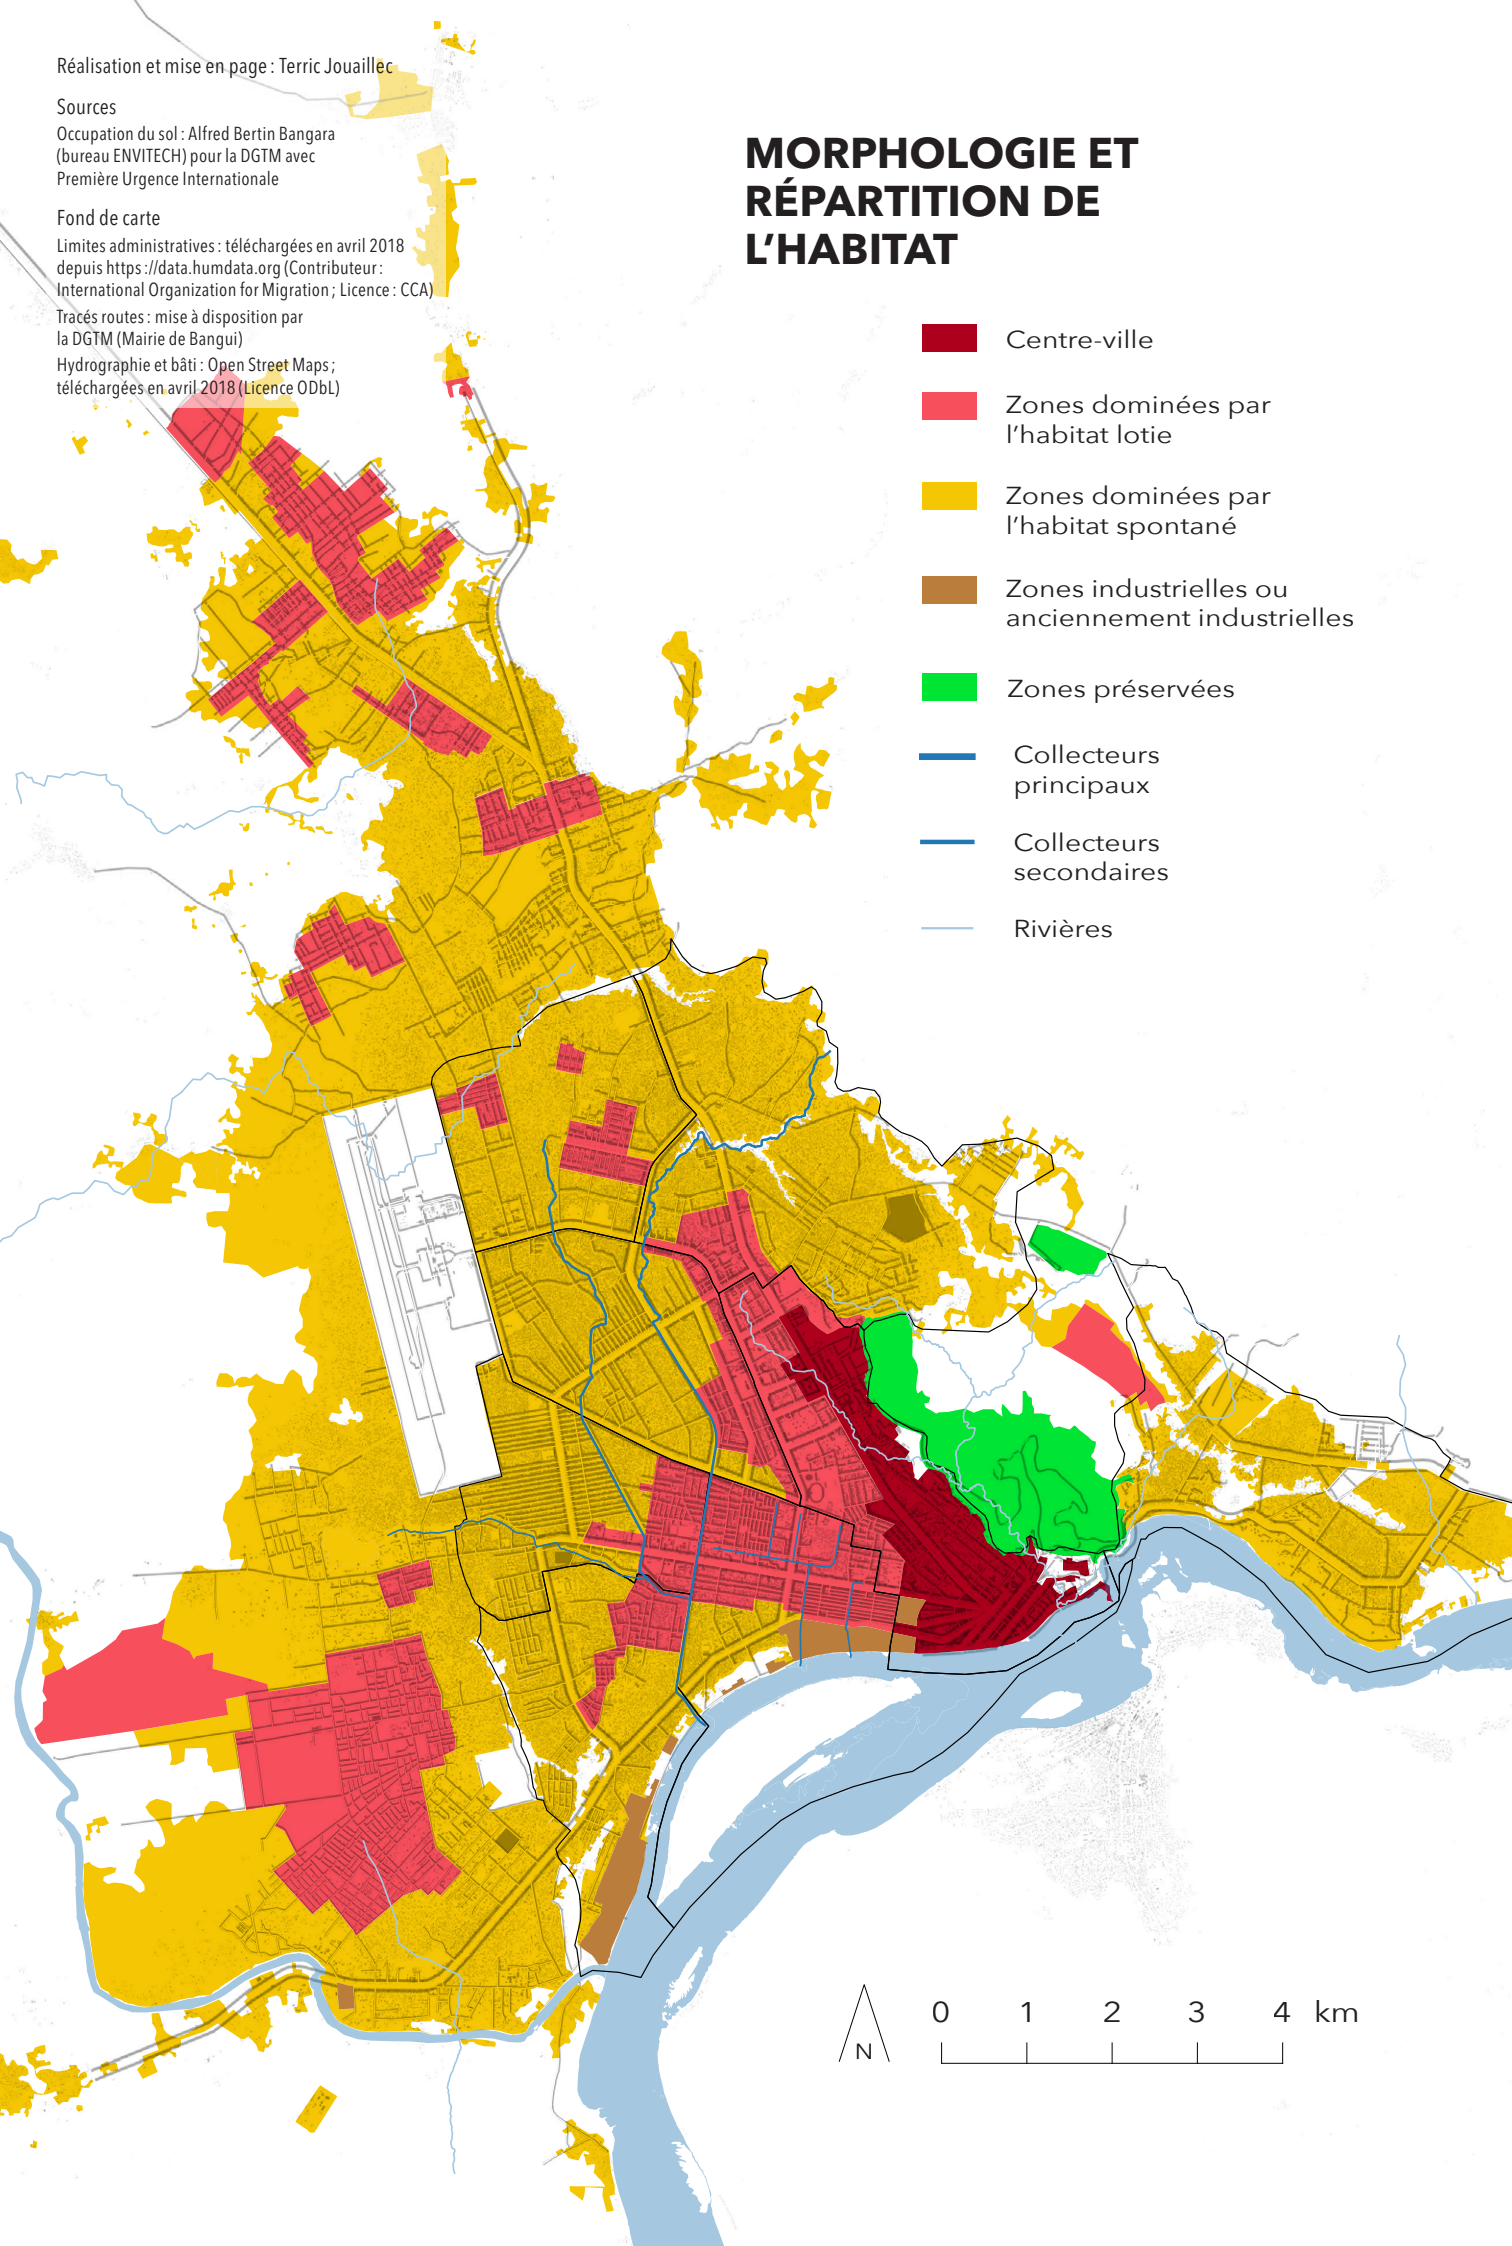 Réalisation et mise en page : Terric Jouaillec
Sources
Occupation du sol : Alfred Bertin Bangara
(bureau ENVITECH) pour la DGTM avec
Première Urgence Internationale
Fond de carte
Limites administratives : téléchargées en avril 2018
depuis https ://data.humdata.org (Contributeur :
International Organization for Migration ; Licence : CCA)
Tracés routes : mise à disposition par
la DGTM (Mairie de Bangui)
Hydrographie et bâti : Open Street Maps ;
téléchargées en avril 2018 (Licence ODbL)
MORPHOLOGIE ET
RÉPARTITION DE
L’HABITAT
Centre-ville
Zones dominées par
l’habitat lotie
Zones dominées par
l’habitat spontané
Zones industrielles ou
anciennement industrielles
Zones préservées
Collecteurs
principaux
Collecteurs
secondaires
Rivières
N
0 1 2 3 4 km